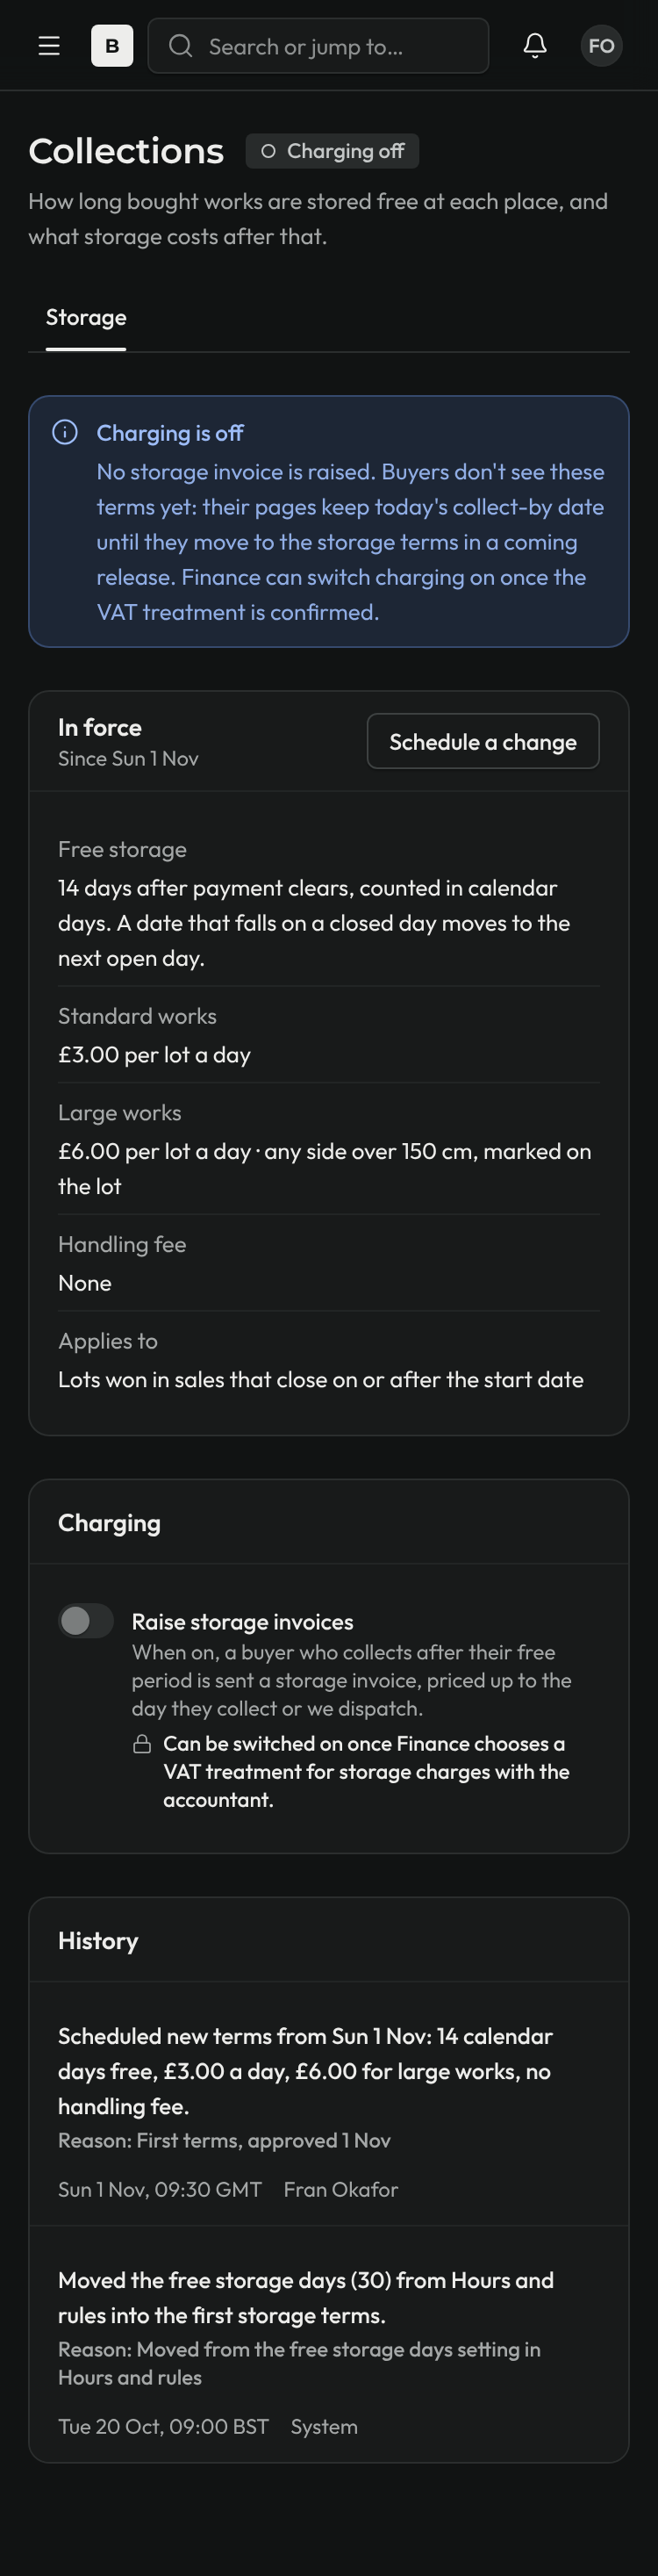 B
Search or jump to...
FO
Collections
Charging off
How long bought works are stored free at each place, and
what storage costs after that.
Storage
Charging is off
No storage invoice is raised. Buyers don't see these
terms yet: their pages keep today's collect-by date
until they move to the storage terms in a coming
release. Finance can switch charging on once the
VAT treatment is confirmed.
In force
Since Sun 1 Nov
Schedule a change
Free storage
14 days after payment clears, counted in calendar
days. A date that falls on a closed day moves to the
next open day.
Standard works
£3.00 per lot a day
Large works
£6.00 per lot a day · any side over 150 cm, marked on
the lot
Handling fee
None
Applies to
Lots won in sales that close on or after the start date
Charging
Raise storage invoices
When on, a buyer who collects after their free
period is sent a storage invoice, priced up to the
day they collect or we dispatch.
Can be switched on once Finance chooses a
VAT treatment for storage charges with the
accountant.
History
Scheduled new terms from Sun 1 Nov: 14 calendar
days free, £3.00 a day, £6.00 for large works, no
handling fee.
Reason: First terms, approved 1 Nov
Sun 1 Nov, 09:30 GMT Fran Okafor
Moved the free storage days (30) from Hours and
rules into the first storage terms.
Reason: Moved from the free storage days setting in
Hours and rules
Tue 20 Oct, 09:00 BST System